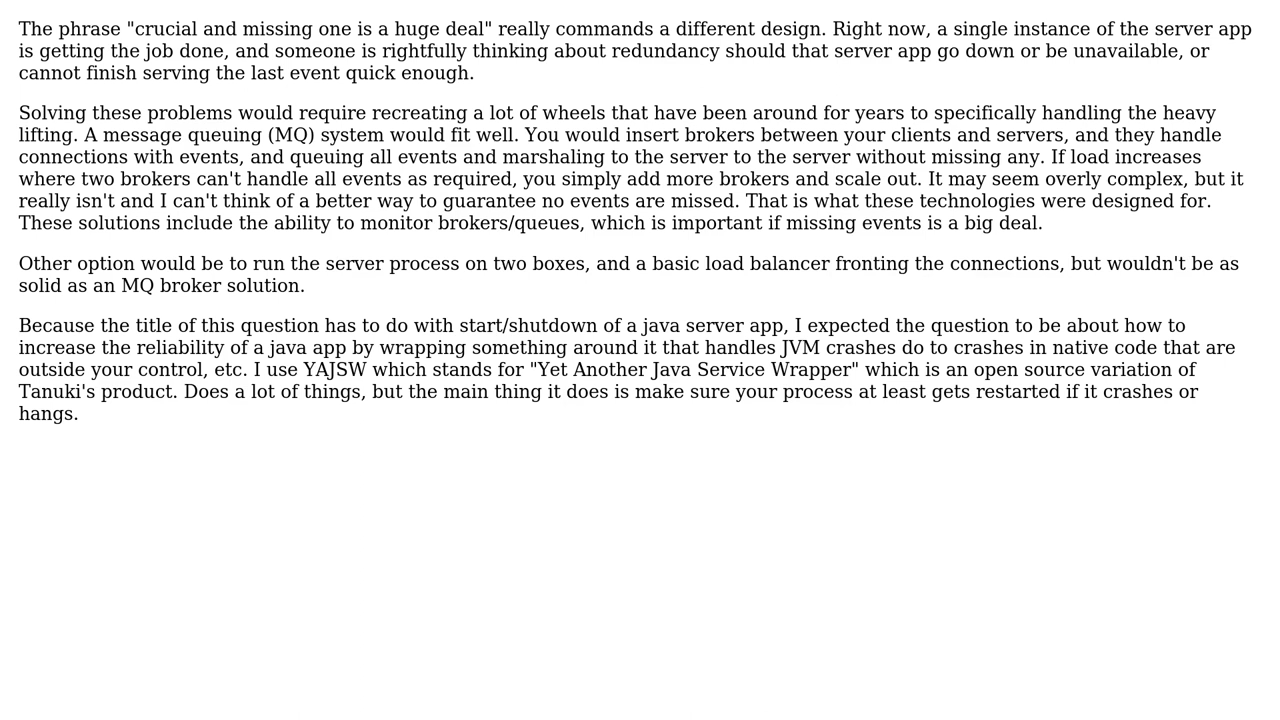 The phrase "crucial and missing one is a huge deal" really commands a different design. Right now, a single instance of the server app
is getting the job done, and someone is rightfully thinking about redundancy should that server app go down or be unavailable, or
cannot finish serving the last event quick enough.
Solving these problems would require recreating a lot of wheels that have been around for years to specifically handling the heavy
lifting. A message queuing (MQ) system would fit well. You would insert brokers between your clients and servers, and they handle
connections with events, and queuing all events and marshaling to the server to the server without missing any. If load increases
where two brokers can't handle all events as required, you simply add more brokers and scale out. It may seem overly complex, but it
really isn't and I can't think of a better way to guarantee no events are missed. That is what these technologies were designed for.
These solutions include the ability to monitor brokers/queues, which is important if missing events is a big deal.
Other option would be to run the server process on two boxes, and a basic load balancer fronting the connections, but wouldn't be as
solid as an MQ broker solution.
Because the title of this question has to do with start/shutdown of a java server app, I expected the question to be about how to
increase the reliability of a java app by wrapping something around it that handles JVM crashes do to crashes in native code that are
outside your control, etc. I use YAJSW which stands for "Yet Another Java Service Wrapper" which is an open source variation of
Tanuki's product. Does a lot of things, but the main thing it does is make sure your process at least gets restarted if it crashes or
hangs.